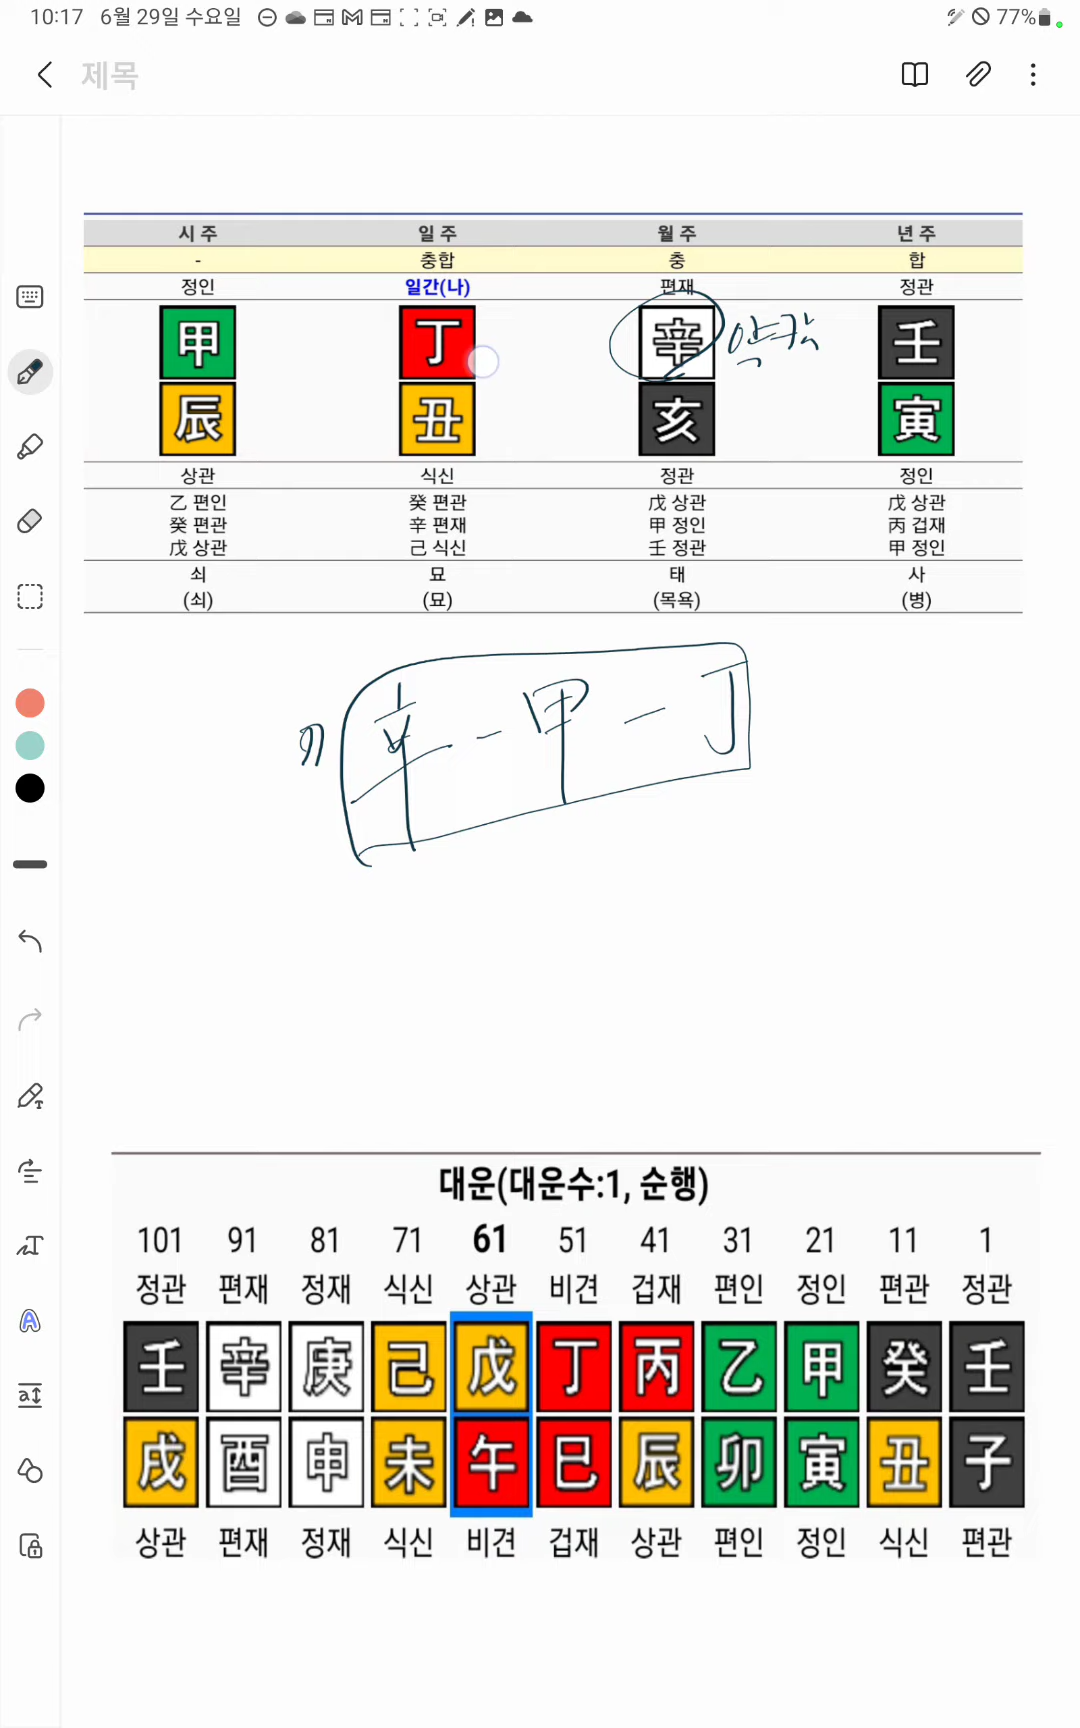 10:17 6월 29일 수요일
77%
제목
시 주 일 주 월 주 년 주
- 충합 충 합
정인 일간(나) 편재 정관
甲 丁 辛 壬
辰 丑 亥 寅
상관 식신 정관 정인
乙 편인 癸 편관 戊 상관 戊 상관
癸 편관 辛 편재 甲 정인 丙 겁재
戊 상관 己 식신 壬 정관 甲 정인
쇠 묘 태 사
(쇠) (묘) (목욕) (병)
辛 - 甲 - 丁
대운(대운수:1, 순행)
101 91 81 71 61 51 41 31 21 11 1
정관 편재 정재 식신 상관 비견 겁재 편인 정인 편관 정관
壬 辛 庚 己 戊 丁 丙 乙 甲 癸 壬
戌 酉 申 未 午 巳 辰 卯 寅 丑 子
상관 편재 정재 식신 비견 겁재 상관 편인 정인 식신 편관